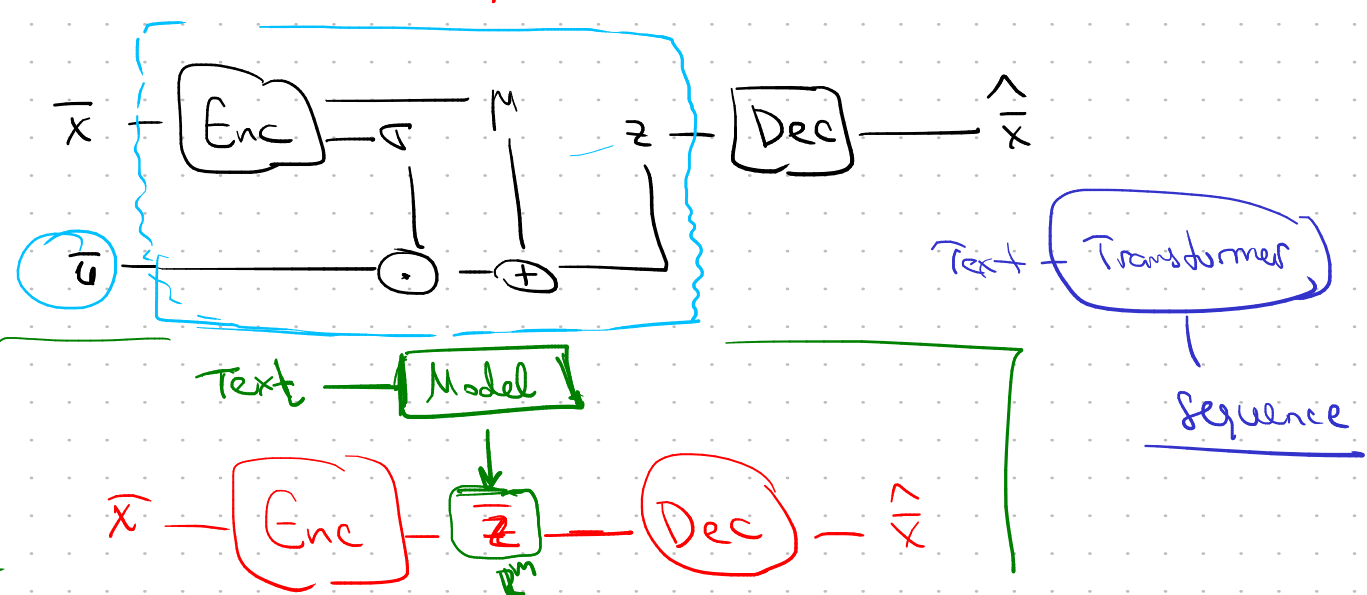 x̄ Enc μ z Dec x̂̄
σ
ū · +
Text Transformer
Sequence
Text Model
x̄ Enc z̄ Dec x̂̄